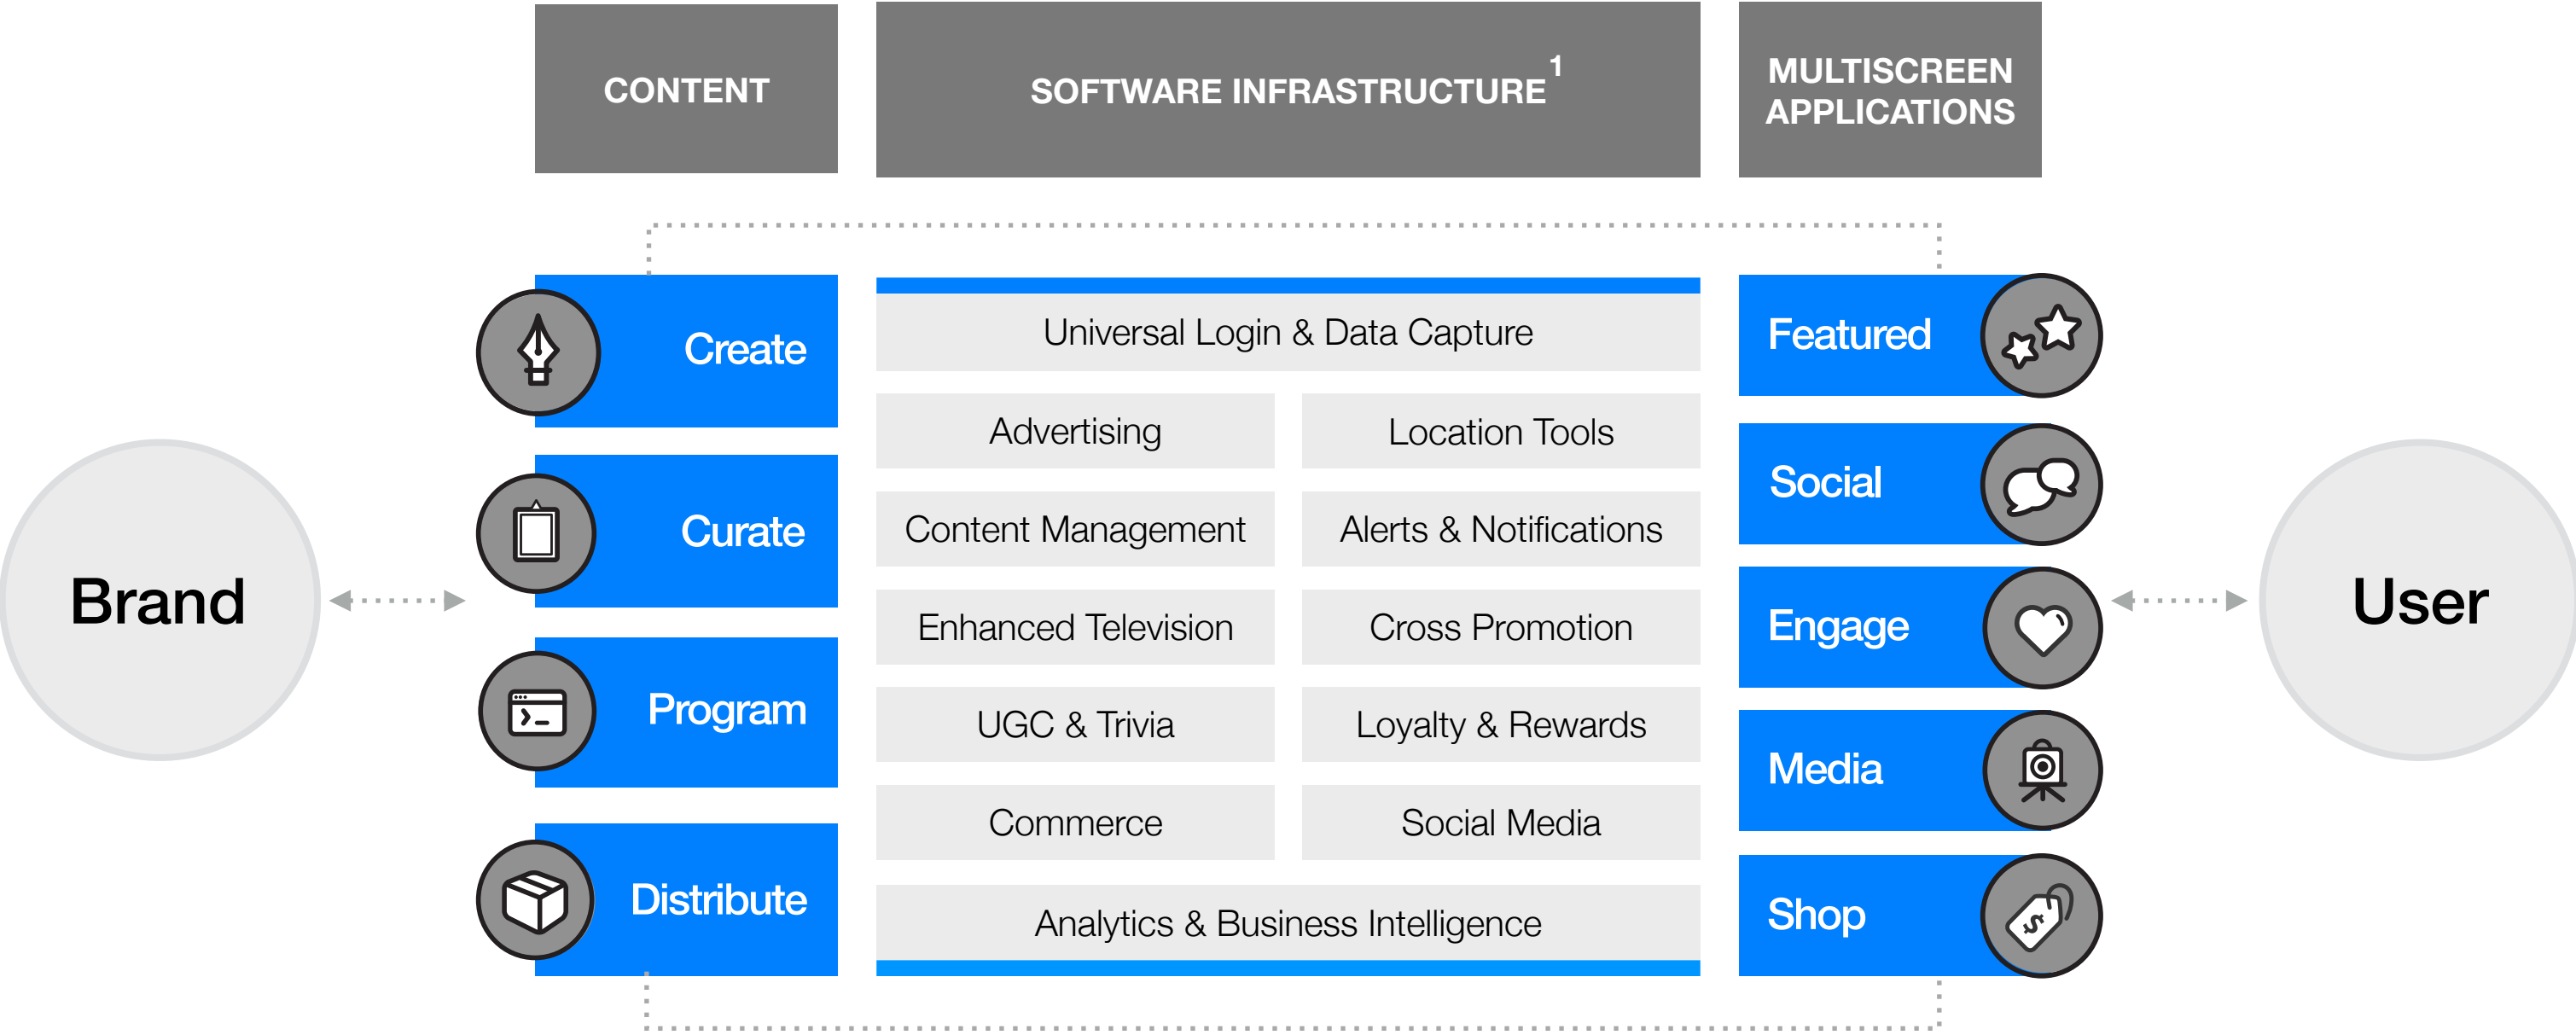 CONTENT
SOFTWARE INFRASTRUCTURE1
MULTISCREEN
APPLICATIONS
Brand
Create
Curate
Program
Distribute
Universal Login & Data Capture
Advertising
Location Tools
Content Management
Alerts & Notifications
Enhanced Television
Cross Promotion
UGC & Trivia
Loyalty & Rewards
Commerce
Social Media
Analytics & Business Intelligence
Featured
Social
Engage
Media
Shop
$
User